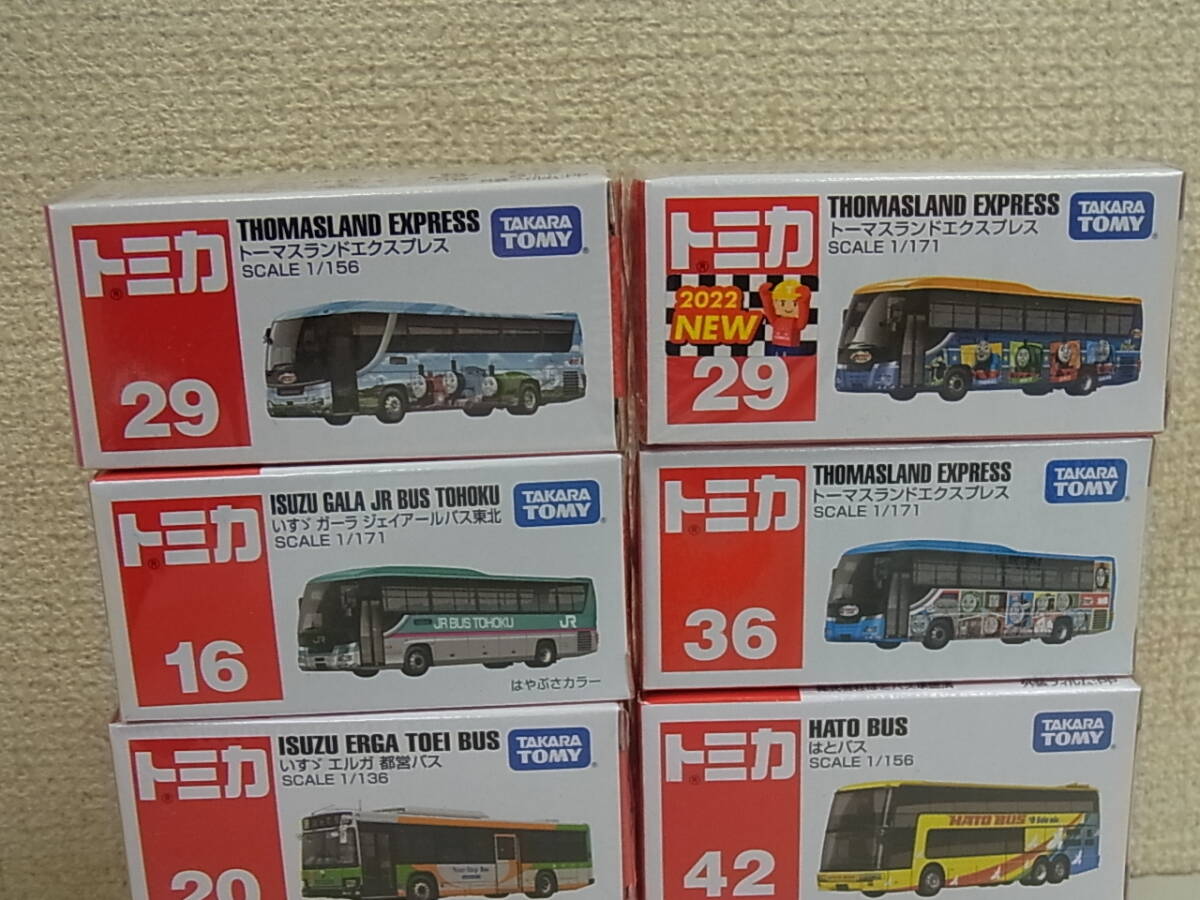 トミカ
THOMASLAND EXPRESS
トーマスランドエクスプレス
SCALE 1/156
TAKARA TOMY
29
トミカ
2022
NEW
THOMASLAND EXPRESS
トーマスランドエクスプレス
SCALE 1/171
TAKARA TOMY
29
トミカ
ISUZU GALA JR BUS TOHOKU
いすゞ ガーラ ジェイアールバス東北
SCALE 1/171
TAKARA TOMY
JR BUS TOHOKU
JR
16
はやぶさカラー
トミカ
THOMASLAND EXPRESS
トーマスランドエクスプレス
SCALE 1/171
TAKARA TOMY
36
トミカ
ISUZU ERGA TOEI BUS
いすゞ エルガ 都営バス
SCALE 1/136
TAKARA TOMY
20
トミカ
HATO BUS
はとバス
SCALE 1/156
TAKARA TOMY
HATO BUS
42